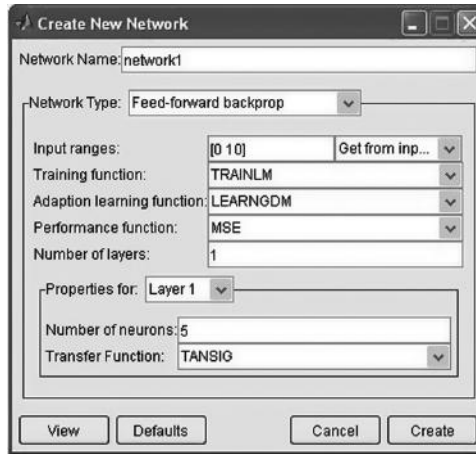 Create New Network
Network Name: network1
Network Type: Feed-forward backprop
Input ranges: [0 10] Get from inp...
Training function: TRAINLM
Adaption learning function: LEARNGDM
Performance function: MSE
Number of layers: 1
Properties for: Layer 1
Number of neurons: 5
Transfer Function: TANSIG
View Defaults Cancel Create